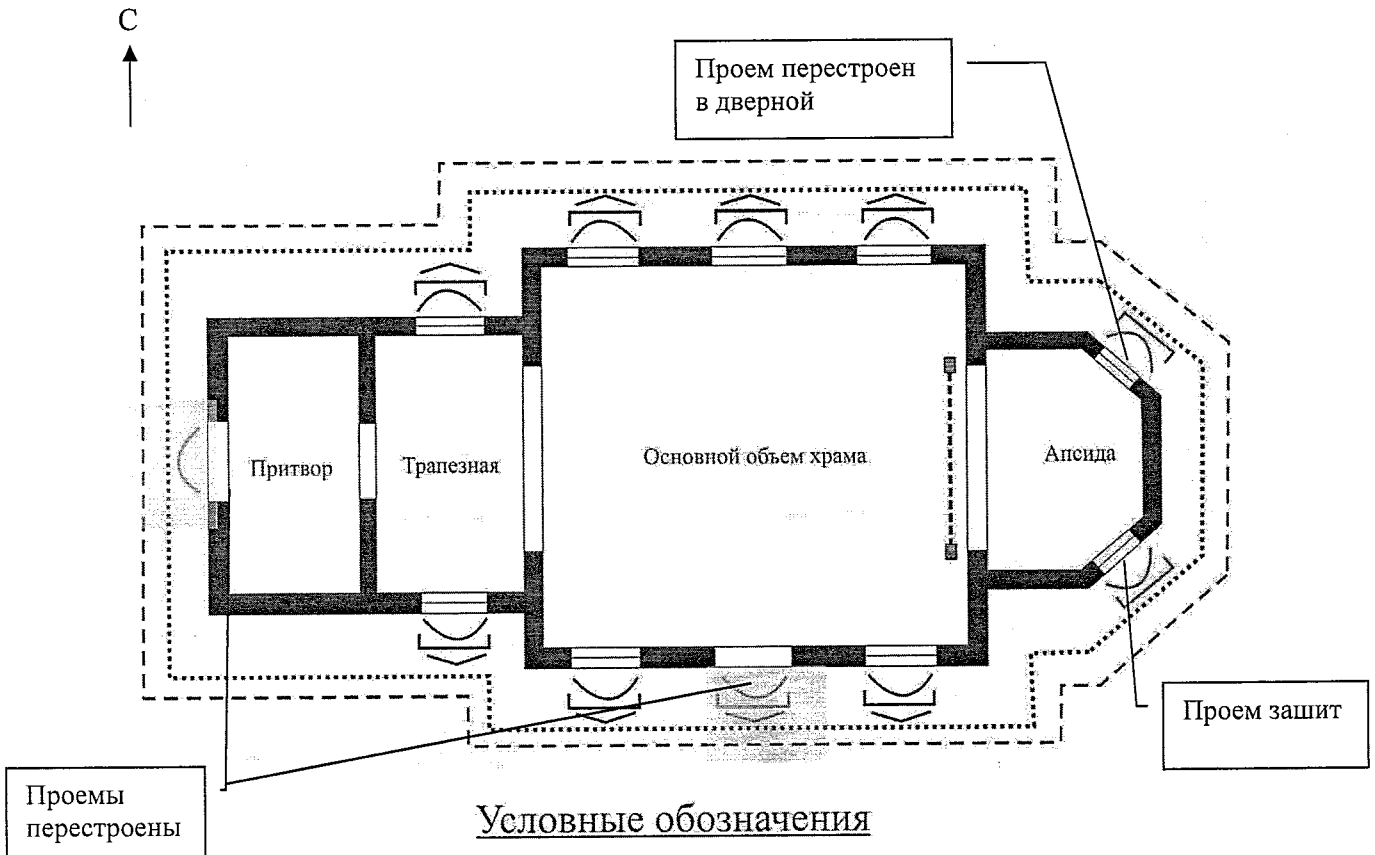 С
Проем перестроен
в дверной
Притвор
Трапезная
Основной объем храма
Апсида
Проем зашит
Проемы
перестроены
Условные обозначения